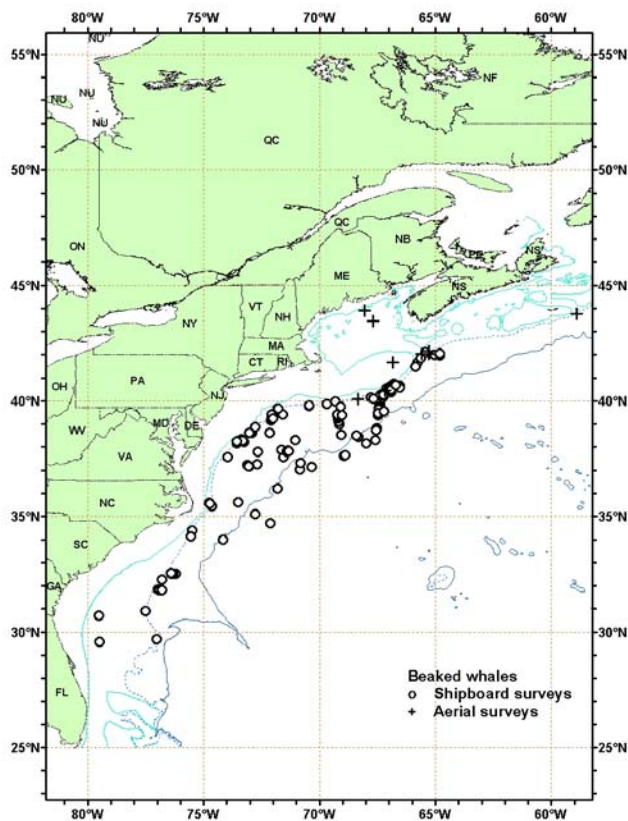 80°W 75°W 70°W 65°W 60°W
NU
55°N 55°N
NF
NU NU
NU
QC
50°N 50°N
QC
ON NB PE NS
ME
45°N NS 45°N
VT
NY NH
MA
CT RI
PA
40°N OH NJ 40°N
MD DE
WV
VA
NC
35°N 35°N
SC
GA
30°N 30°N
Beaked whales
FL Shipboard surveys
Aerial surveys
25°N 25°N
80°W 75°W 70°W 65°W 60°W